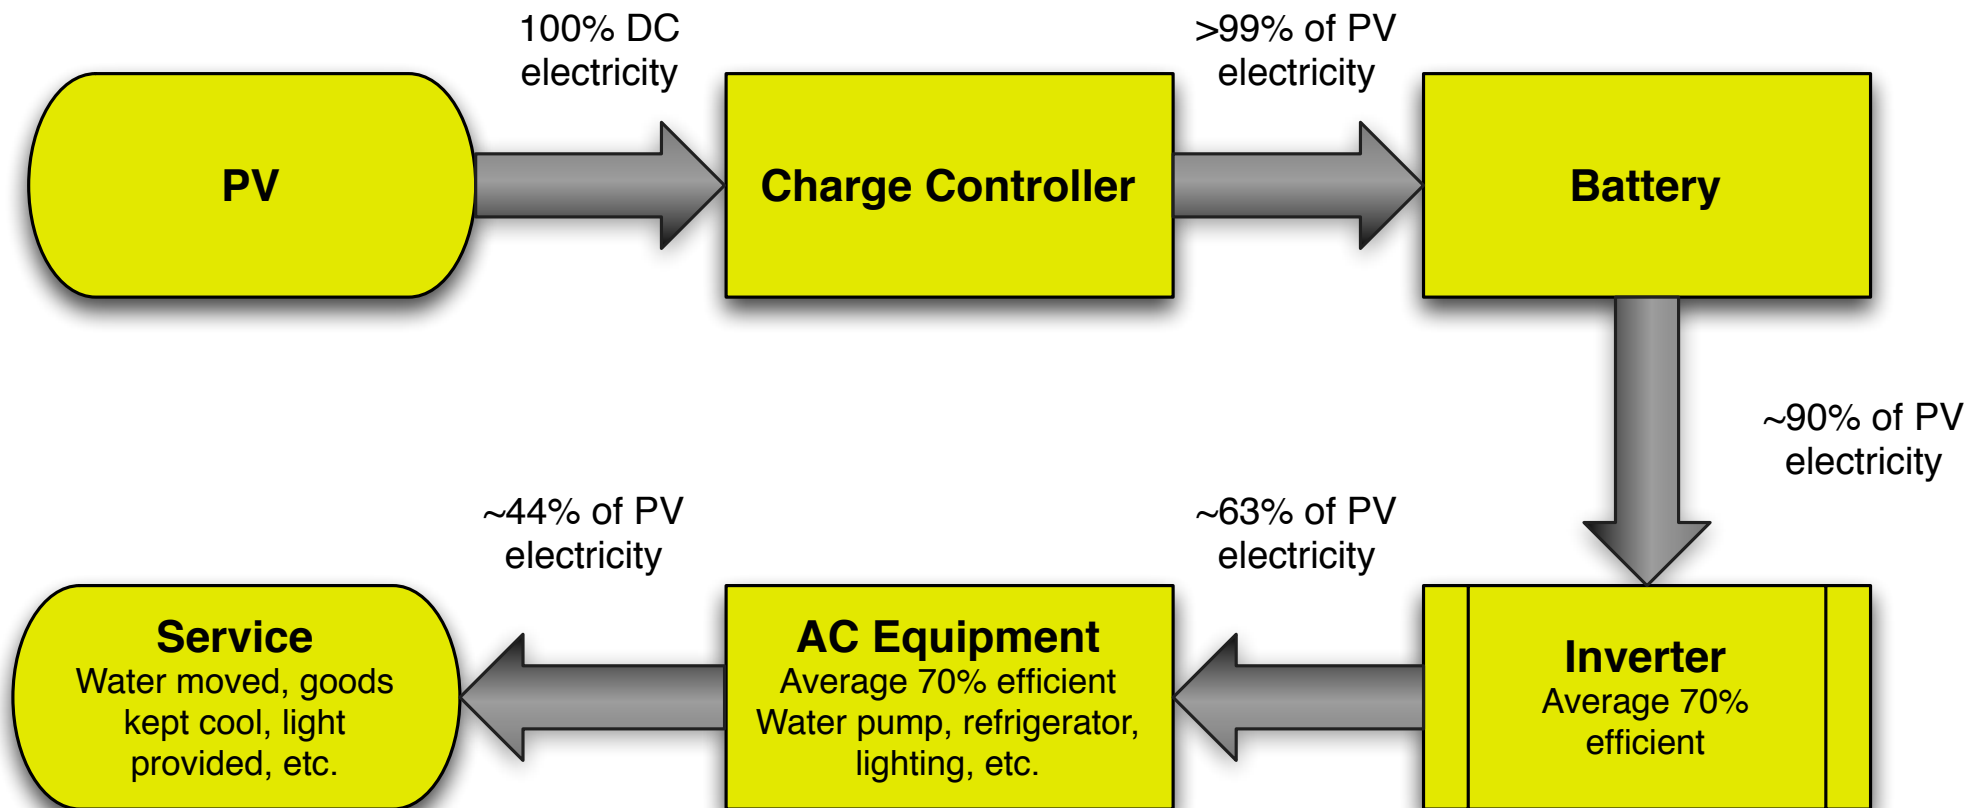 100% DC
electricity
>99% of PV
electricity
PV
Charge Controller
Battery
~90% of PV
electricity
~44% of PV
electricity
~63% of PV
electricity
Service
Water moved, goods
kept cool, light
provided, etc.
AC Equipment
Average 70% efficient
Water pump, refrigerator,
lighting, etc.
Inverter
Average 70%
efficient